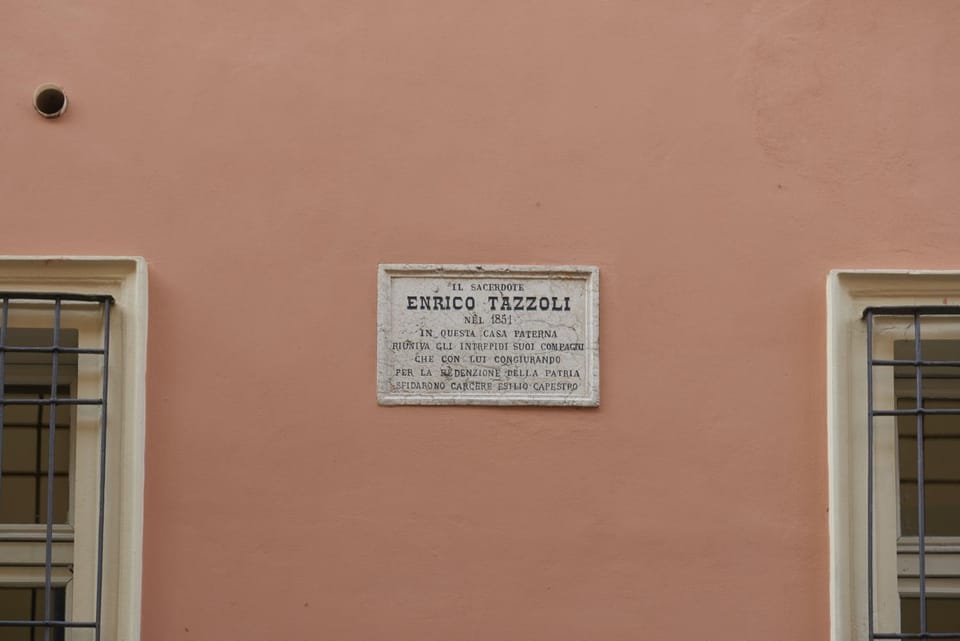 IL SACERDOTE
ENRICO TAZZOLI
NEL 1851
IN QUESTA CASA PATERNA
RIUNIVA GLI INTREPIDI SUOI COMPAGNI
CHE CON LUI CONGIURANDO
PER LA REDENZIONE DELLA PATRIA
SFIDARONO CARCERE ESILIO CAPESTRO